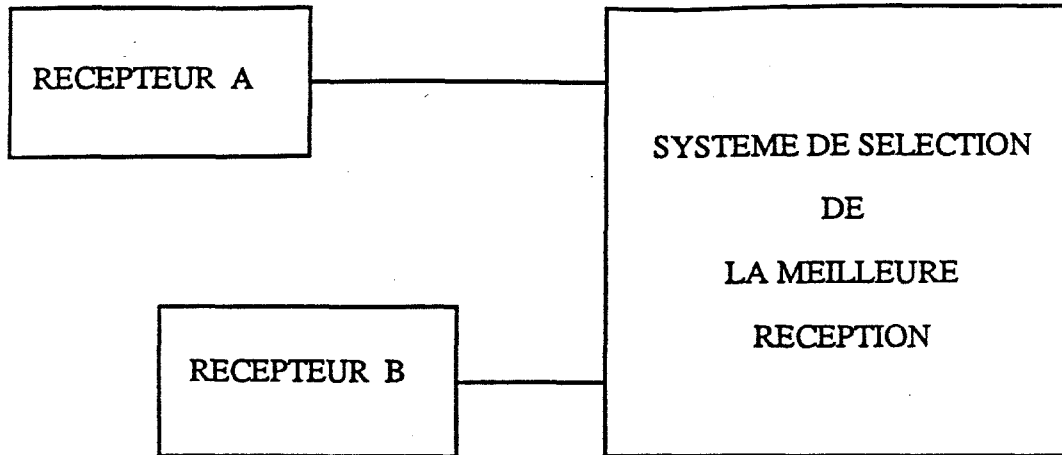 RECEPTEUR A
SYSTEME DE SELECTION
DE
LA MEILLEURE
RECEPTION
RECEPTEUR B